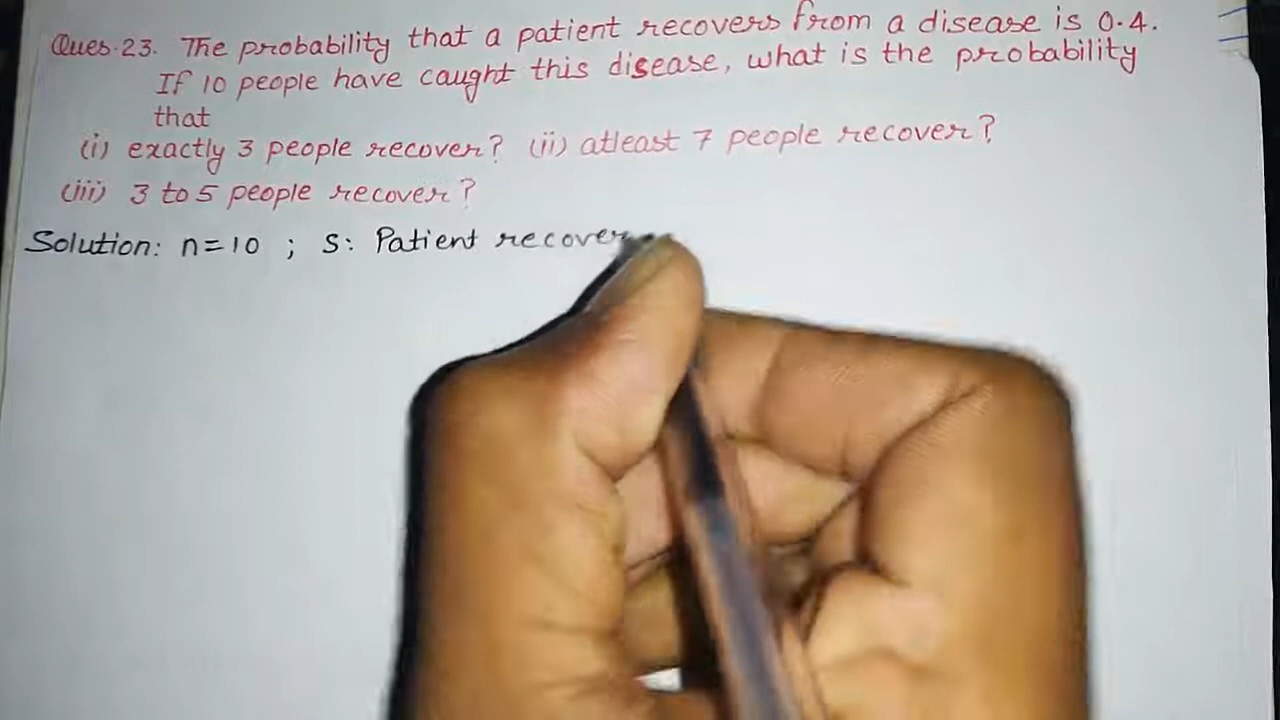 Ques.23. The probability that a patient recovers from a disease is 0.4.
If 10 people have caught this disease, what is the probability
that
(i) exactly 3 people recover? (ii) atleast 7 people recover?
(iii) 3 to 5 people recover?
Solution: n=10 ; S: Patient recover